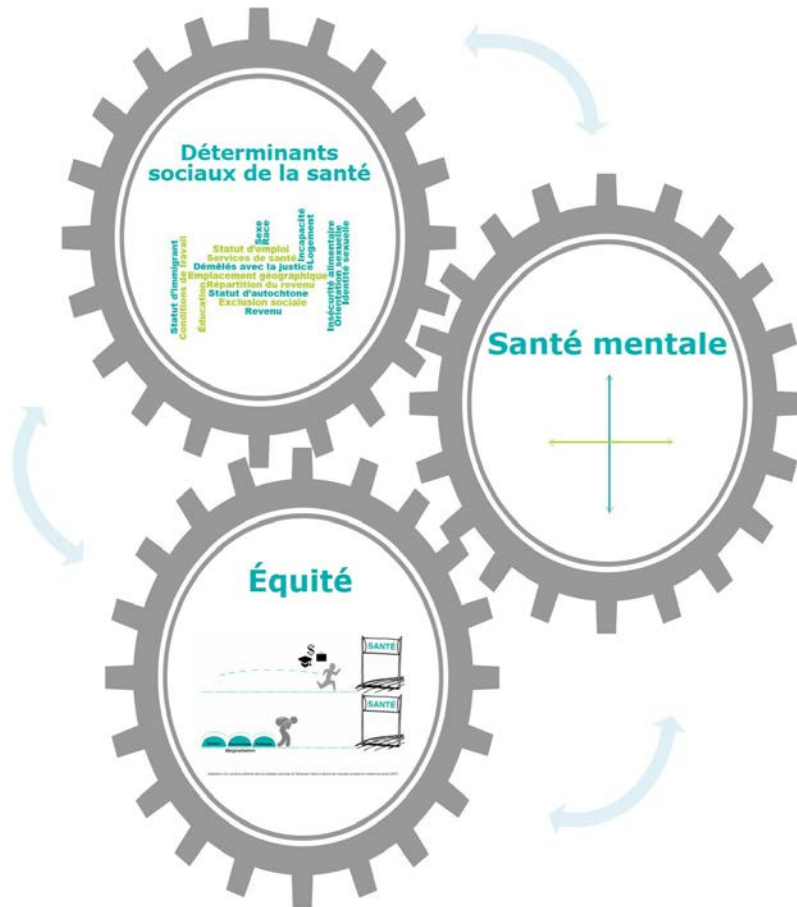 Déterminants
sociaux de la santé
Statut d'immigrant
Conditions de travail
Éducation
Sexe
Race
Statut d'emploi
Services de santé
Démêlés avec la justice
Emplacement géographique
Répartition du revenu
Statut d'autochtone
Exclusion sociale
Revenu
Incapacité
Logement
Insécurité alimentaire
Orientation sexuelle
Identité sexuelle
Santé mentale
Équité
$
SANTÉ
SANTÉ
Marginalisation